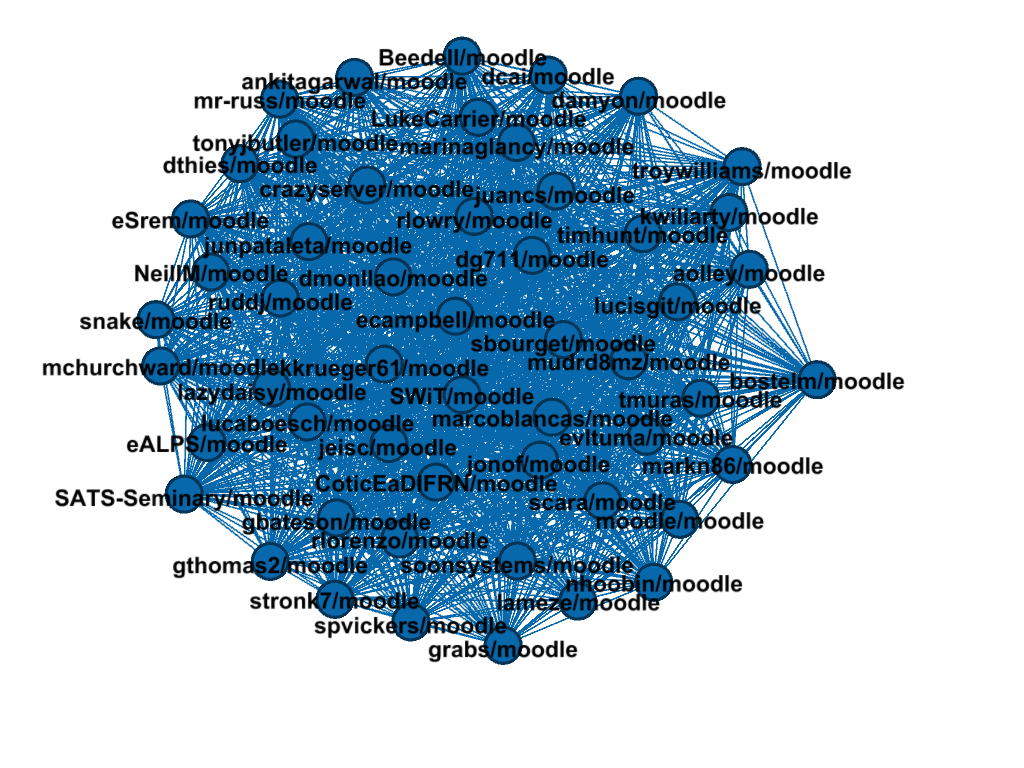 Beedell/moodle
dcai/moodle
ankitagarwal/moodle
mr-russ/moodle
damyon/moodle
LukeCarrier/moodle
tonyjbutler/moodle
marinaglancy/moodle
dthies/moodle
troywilliams/moodle
crazyserver/moodle
juancs/moodle
eSrem/moodle
rlowry/moodle
kwiliarty/moodle
timhunt/moodle
junpataleta/moodle
dg711/moodle
NeillM/moodle
dmonllao/moodle
aolley/moodle
ruddj/moodle
lucisgit/moodle
snake/moodle
ecampbell/moodle
sbourget/moodle
mudrd8mz/moodle
mchurchward/moodle
kkrueger61/moodle
bostelm/moodle
lazydaisy/moodle
SWiT/moodle
tmuras/moodle
lucaboesch/moodle
marcoblancas/moodle
eALPS/moodle
jeisc/moodle
evltuma/moodle
jonof/moodle
markn86/moodle
CoticEaDIFRN/moodle
SATS-Seminary/moodle
scara/moodle
gbateson/moodle
moodle/moodle
rlorenzo/moodle
gthomas2/moodle
soonsystems/moodle
nhoobin/moodle
stronk7/moodle
lameze/moodle
spvickers/moodle
grabs/moodle